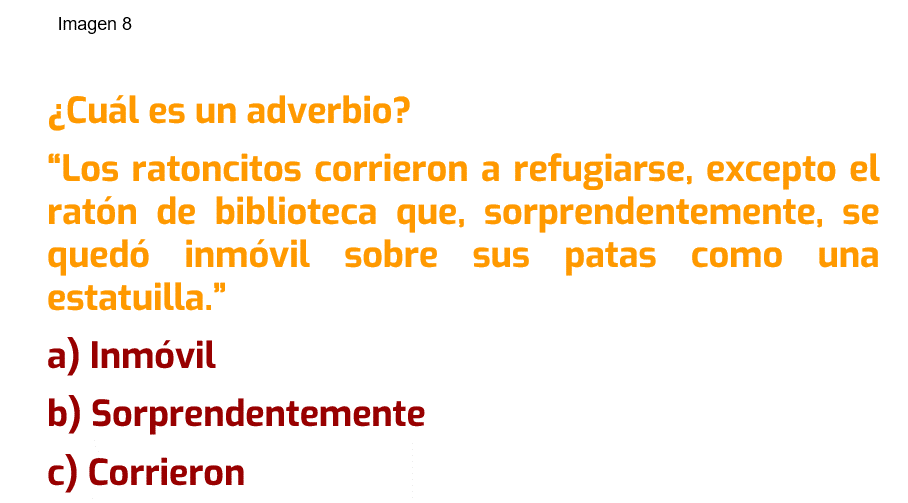 Imagen 8
¿Cuál es un adverbio?
“Los ratoncitos corrieron a refugiarse, excepto el
ratón de biblioteca que, sorprendentemente, se
quedó inmóvil sobre sus patas como una
estatuilla.”
a) Inmóvil
b) Sorprendentemente
c) Corrieron